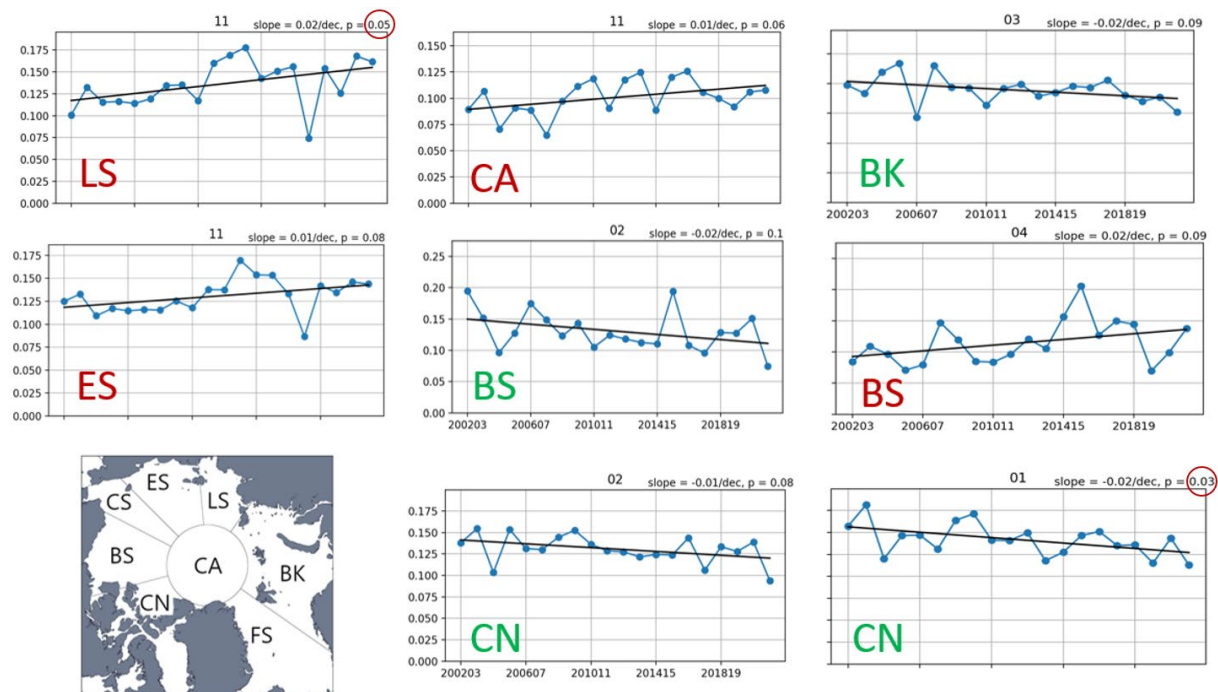 11
slope = 0.02/dec, p = 0.05
0.175
0.150
0.125
0.100
0.075
0.050
0.025
0.000
LS
11
slope = 0.01/dec, p = 0.06
0.150
0.125
0.100
0.075
0.050
0.025
0.000
CA
03
slope = -0.02/dec, p = 0.09
BK
200203 200607 201011 201415 201819
11
slope = 0.01/dec, p = 0.08
0.175
0.150
0.125
0.100
0.075
0.050
0.025
0.000
ES
02
slope = -0.02/dec, p = 0.1
0.25
0.20
0.15
0.10
0.05
0.00
BS
200203 200607 201011 201415 201819
04
slope = 0.02/dec, p = 0.09
BS
200203 200607 201011 201415 201819
ES
CS
LS
BS
CA
BK
CN
FS
02
slope = -0.01/dec, p = 0.08
0.175
0.150
0.125
0.100
0.075
0.050
0.025
0.000
CN
200203 200607 201011 201415 201819
01
slope = -0.02/dec, p = 0.03
CN